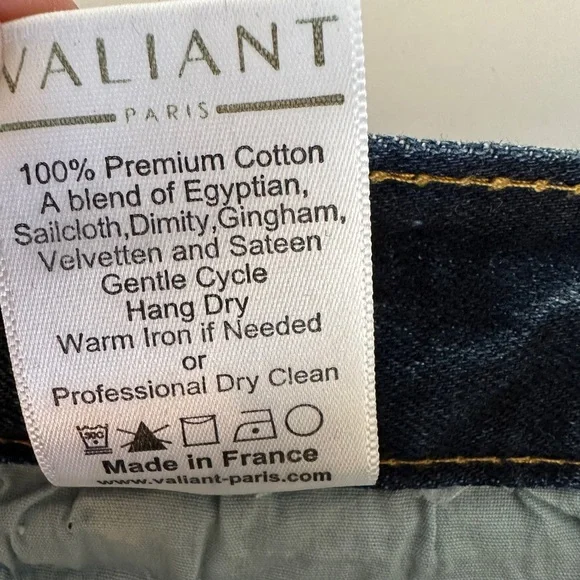 VALIANT
PARIS
100% Premium Cotton
A blend of Egyptian,
Sailcloth,Dimity,Gingham,
Velvetten and Sateen
Gentle Cycle
Hang Dry
Warm Iron if Needed
or
Professional Dry Clean
Made in France
www.valiant-paris.com